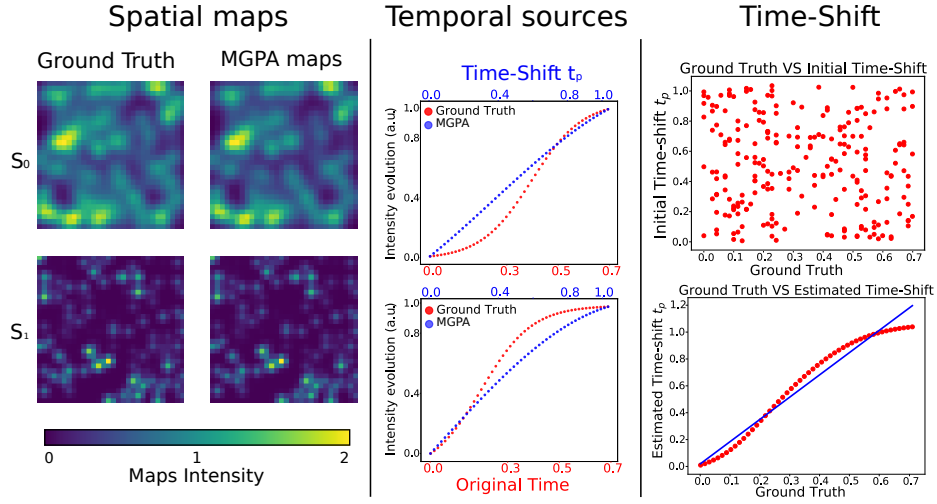 Spatial maps
Ground Truth
MGPA maps
S₀
S₁
0
1
2
Maps Intensity
Temporal sources
Time-Shift tₚ
0.0 0.4 0.8 1.0
1.0
0.8
0.4
0.0
Intensity evolution (a.u)
Ground Truth
MGPA
0.0 0.3 0.5 0.7
0.0 0.4 0.8 1.0
1.0
0.8
0.4
0.0
Intensity evolution (a.u)
Ground Truth
MGPA
0.0 0.3 0.5 0.7
Original Time
Time-Shift
Ground Truth VS Initial Time-Shift
Initial Time-shift tₚ
1.0
0.8
0.6
0.4
0.2
0.0
0.0 0.1 0.2 0.3 0.4 0.5 0.6 0.7
Ground Truth
Ground Truth VS Estimated Time-Shift
Estimated Time-shift tₚ
1.2
1.0
0.8
0.6
0.4
0.2
0.0
0.0 0.1 0.2 0.3 0.4 0.5 0.6 0.7
Ground Truth